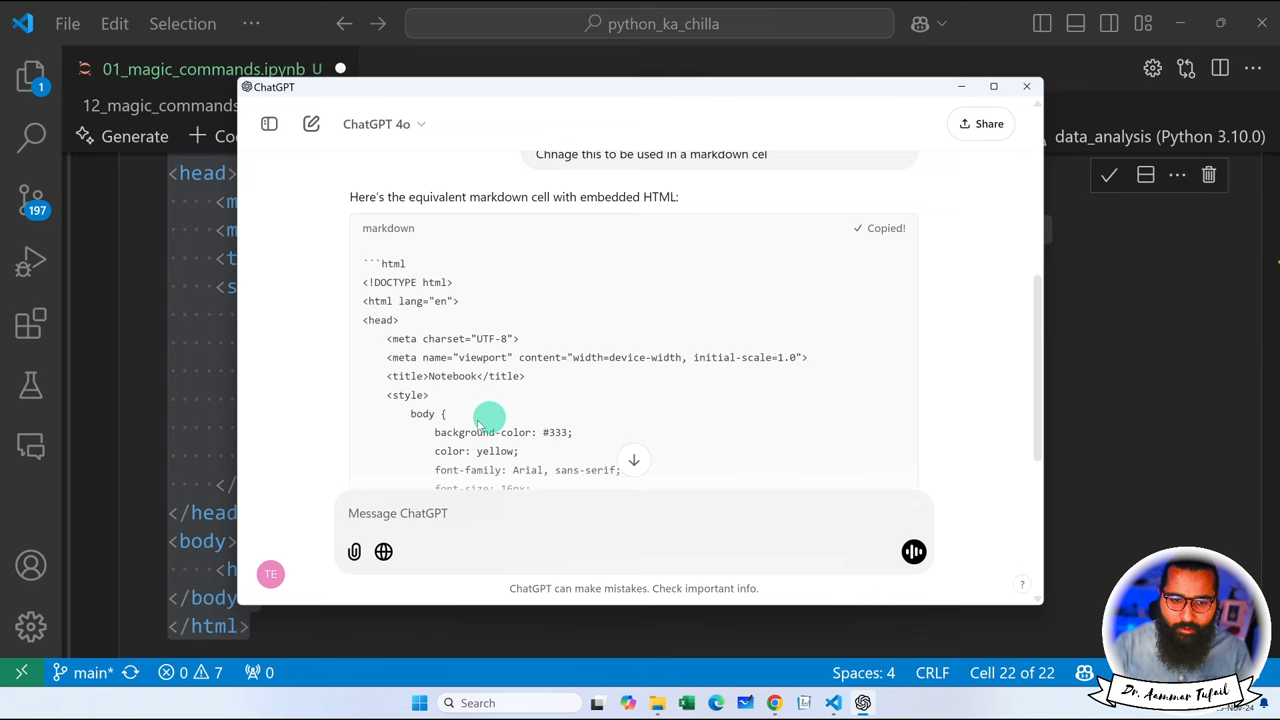 File Edit Selection ··· python_ka_chilla
01_magic_commands.ipynb U
ChatGPT
12_magic_commands
Generate + Co data_analysis (Python 3.10.0)
ChatGPT 4o Share
Chnage this to be used in a markdown cel
<head>
Here's the equivalent markdown cell with embedded HTML:
markdown Copied!
```html
<!DOCTYPE html>
<html lang="en">
<head>
<meta charset="UTF-8">
<meta name="viewport" content="width=device-width, initial-scale=1.0">
<title>Notebook</title>
<style>
body {
background-color: #333;
color: yellow;
font-family: Arial, sans-serif;
font-size: 16px;
<m
<m
<t
<s
</
</head
<body>
<h
</body
</html>
1
197
Message ChatGPT
TE
ChatGPT can make mistakes. Check important info.
?
main* 0 7 0 Spaces: 4 CRLF Cell 22 of 22
Search
Dr. Aammar Tufail